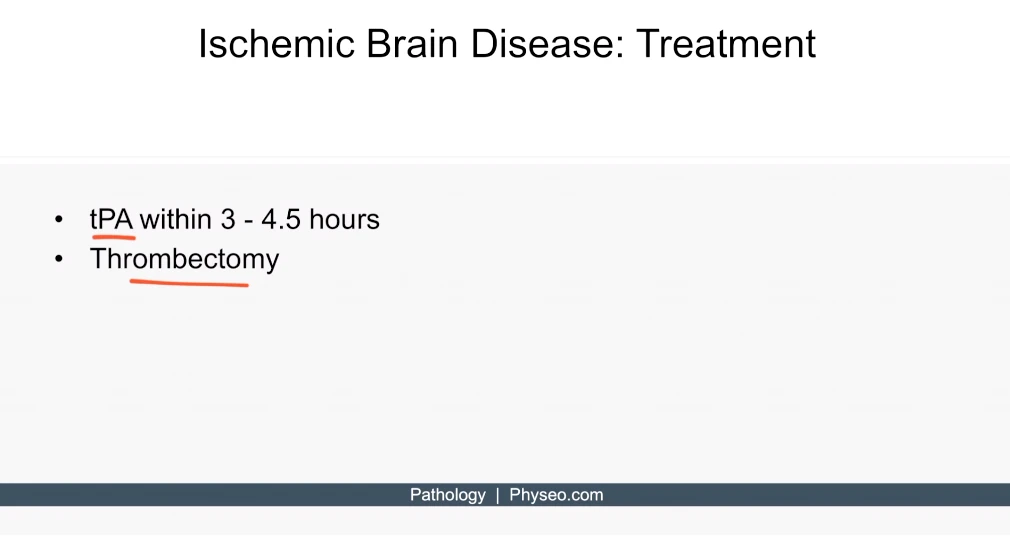 Ischemic Brain Disease: Treatment
• tPA within 3 - 4.5 hours
• Thrombectomy
Pathology | Physeo.com